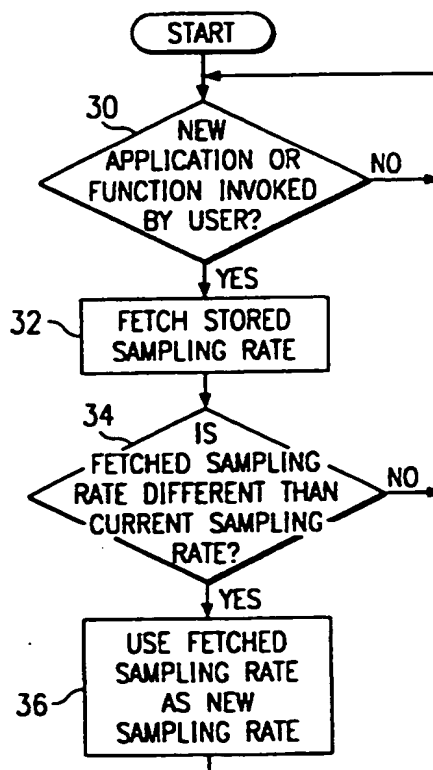 START
30
NEW
APPLICATION OR
FUNCTION INVOKED
BY USER?
NO
YES
32
FETCH STORED
SAMPLING RATE
34
IS
FETCHED SAMPLING
RATE DIFFERENT THAN
CURRENT SAMPLING
RATE?
NO
YES
36
USE FETCHED
SAMPLING RATE
AS NEW
SAMPLING RATE